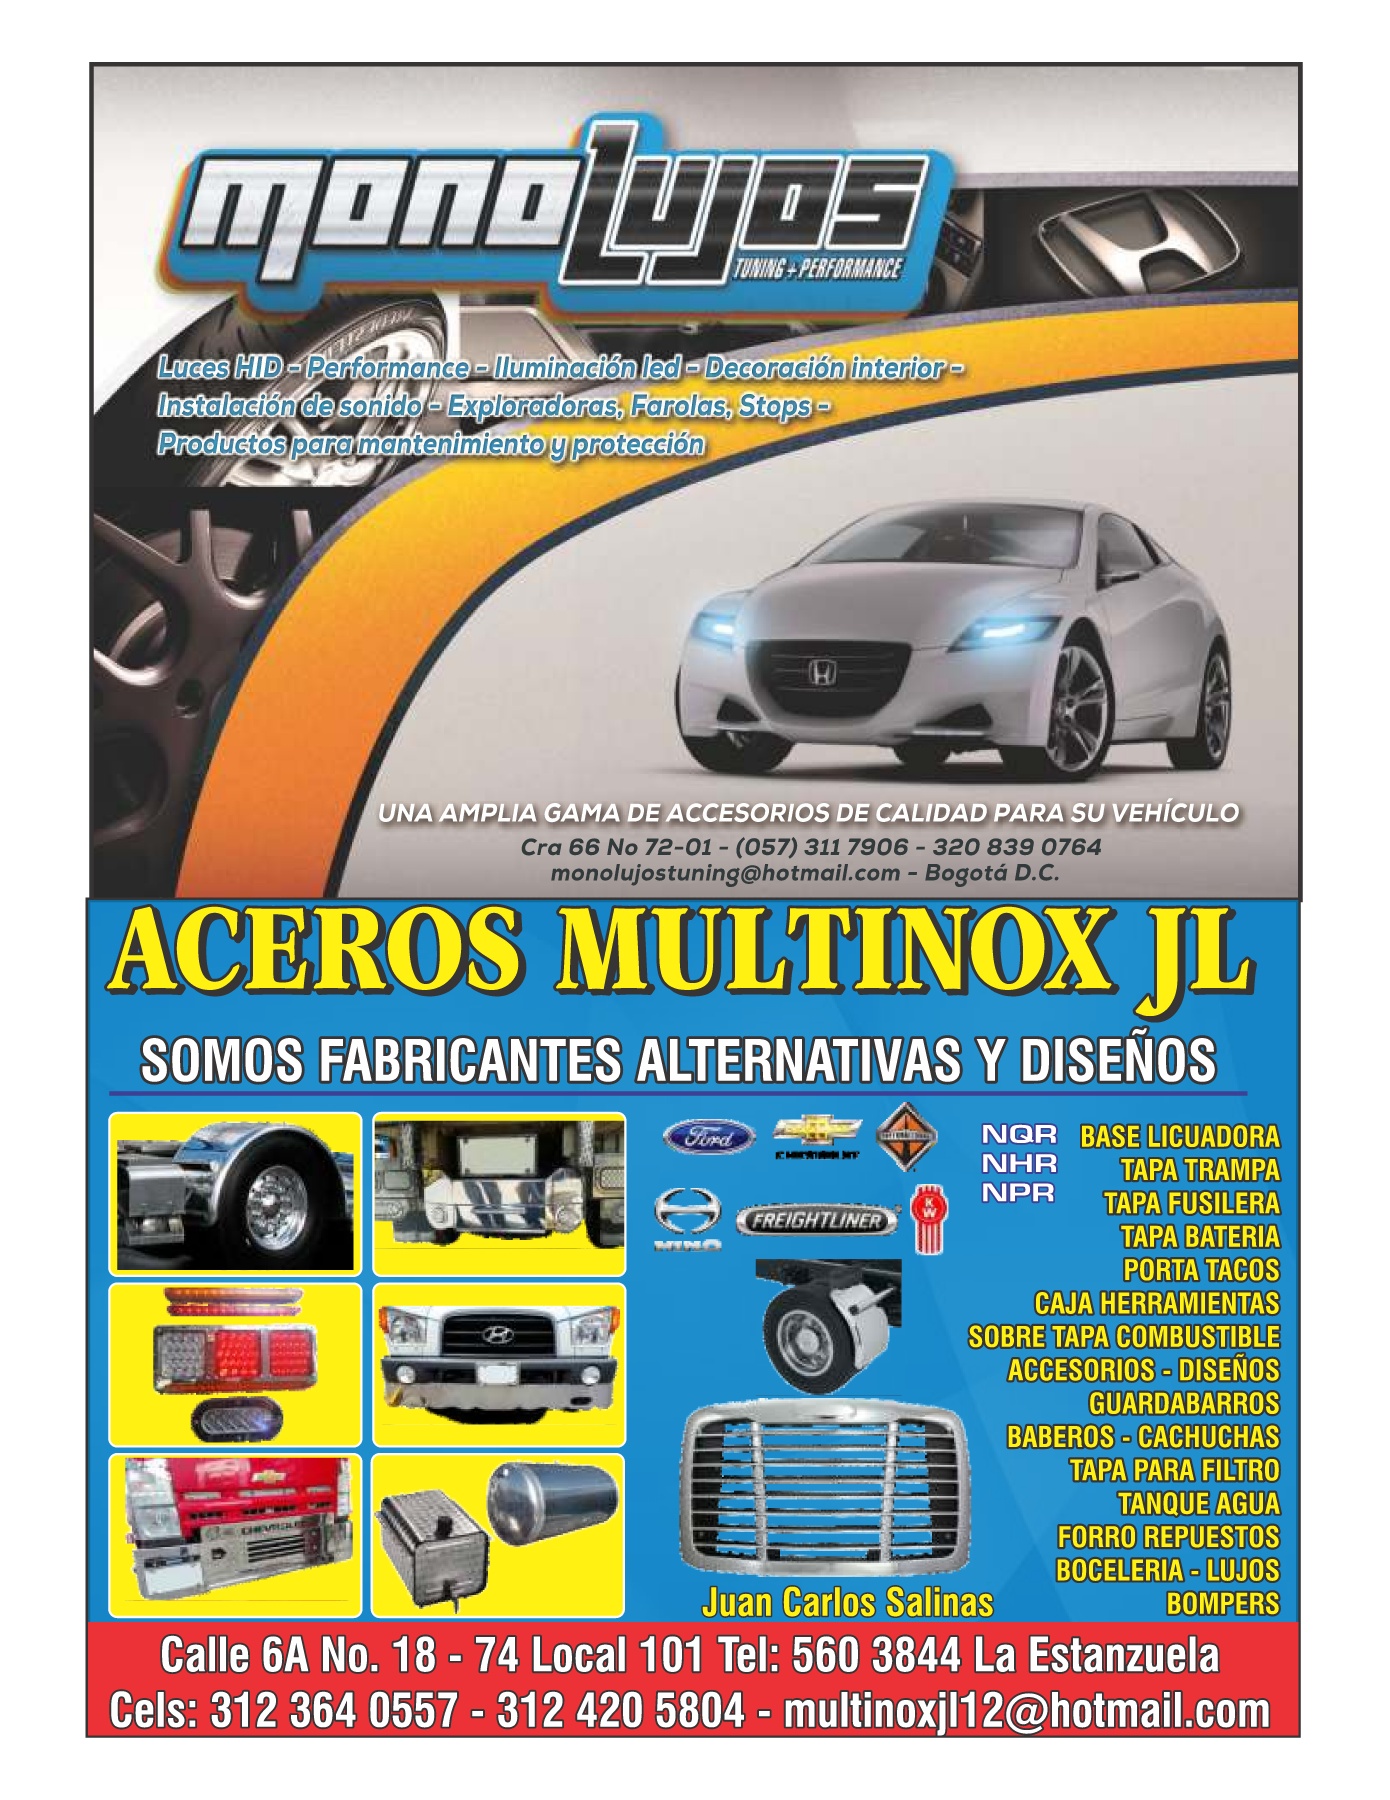 monoLujos
TUNING + PERFORMANCE
Luces HID - Performance - Iluminación led - Decoración interior -
Instalación de sonido - Exploradoras, Farolas, Stops -
Productos para mantenimiento y protección
UNA AMPLIA GAMA DE ACCESORIOS DE CALIDAD PARA SU VEHÍCULO
Cra 66 No 72-01 - (057) 311 7906 - 320 839 0764
monolujostuning@hotmail.com - Bogotá D.C.
ACEROS MULTINOX JL
SOMOS FABRICANTES ALTERNATIVAS Y DISEÑOS
Ford
CHEVROLET
INTERNATIONAL
HINO
FREIGHTLINER
KW
NQR
NHR
NPR
BASE LICUADORA
TAPA TRAMPA
TAPA FUSILERA
TAPA BATERIA
PORTA TACOS
CAJA HERRAMIENTAS
SOBRE TAPA COMBUSTIBLE
ACCESORIOS - DISEÑOS
GUARDABARROS
BABEROS - CACHUCHAS
TAPA PARA FILTRO
TANQUE AGUA
FORRO REPUESTOS
BOCELERIA - LUJOS
BOMPERS
CHEVROLET
Juan Carlos Salinas
Calle 6A No. 18 - 74 Local 101 Tel: 560 3844 La Estanzuela
Cels: 312 364 0557 - 312 420 5804 - multinoxjl12@hotmail.com